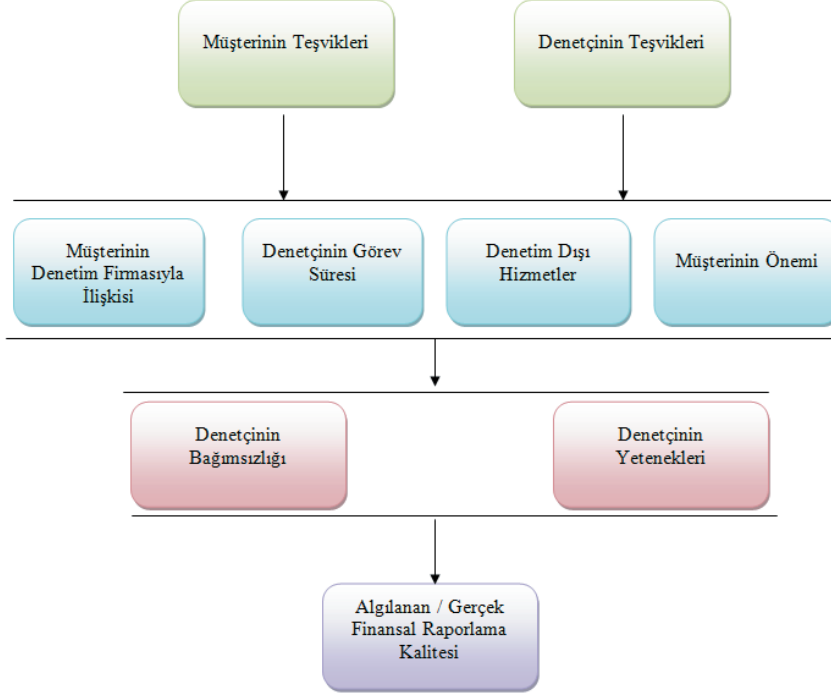 Müşterinin Teşvikleri
Denetçinin Teşvikleri
Müşterinin
Denetim Firmasıyla
İlişkisi
Denetçinin Görev
Süresi
Denetim Dışı
Hizmetler
Müşterinin Önemi
Denetçinin
Bağımsızlığı
Denetçinin
Yetenekleri
Algılanan / Gerçek
Finansal Raporlama
Kalitesi